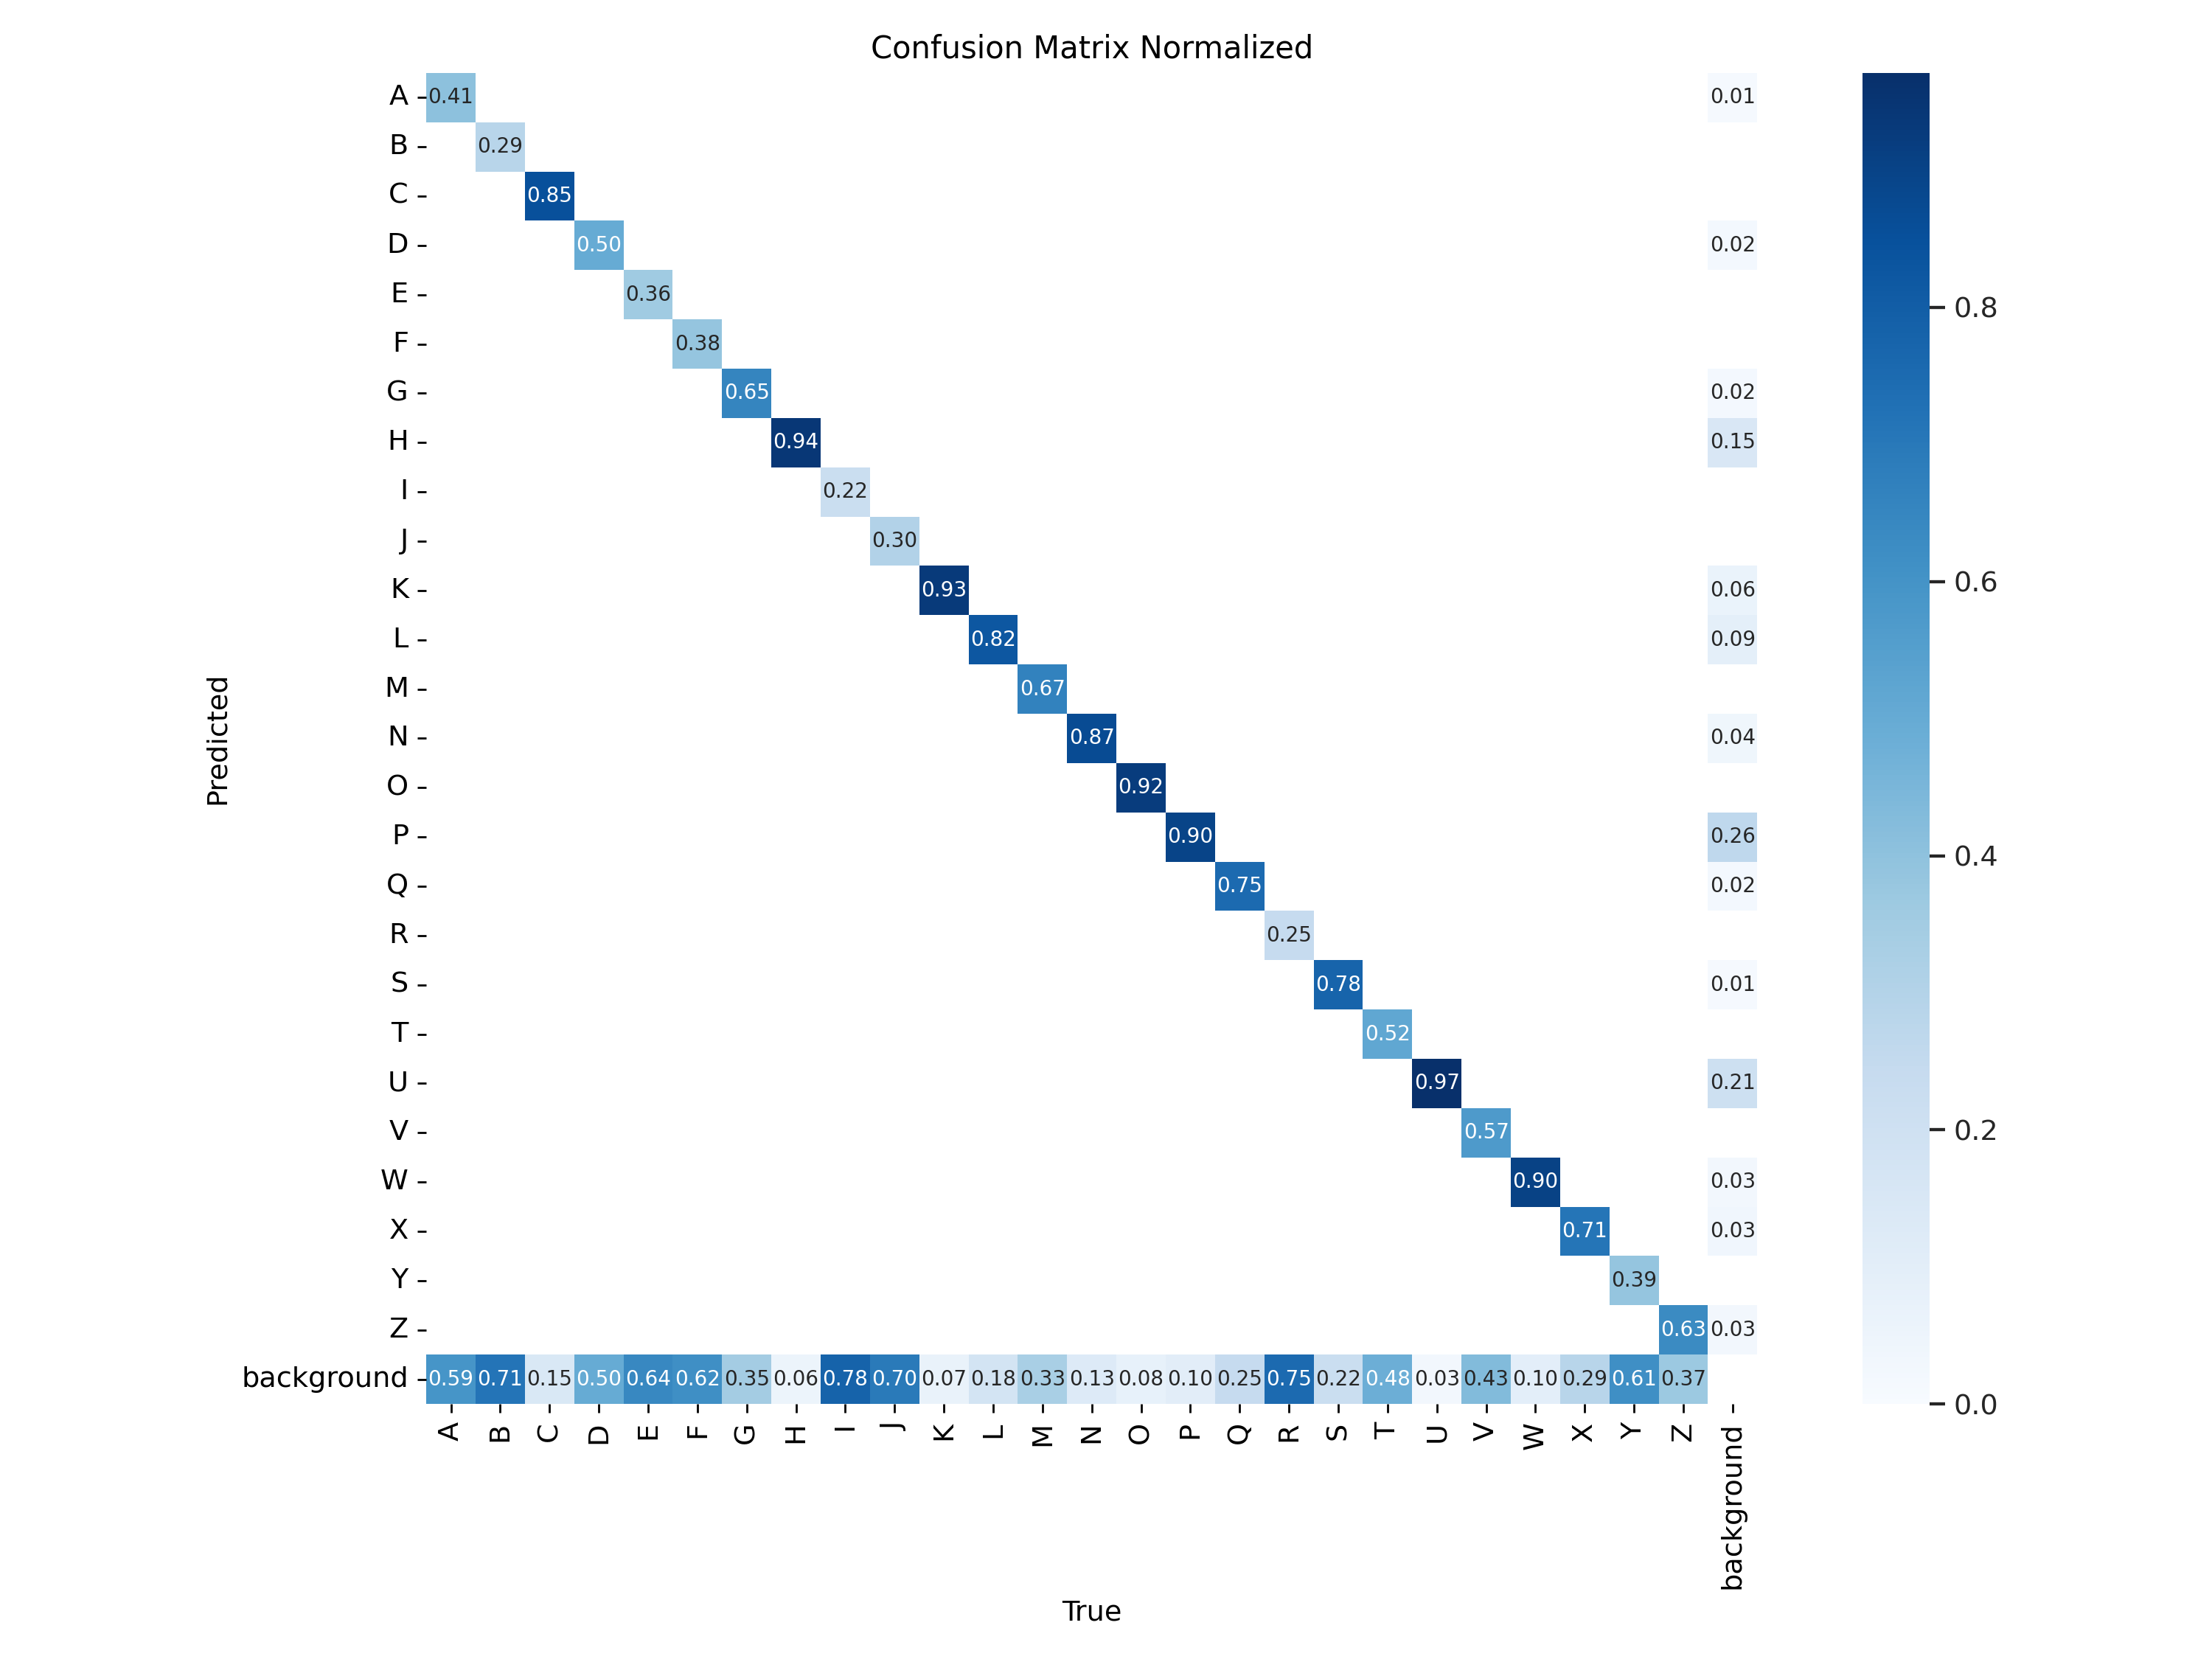 Confusion Matrix Normalized
A 0.41 0.01
B 0.29
C 0.85
D 0.50 0.02
E 0.36
F 0.38
G 0.65 0.02
H 0.94 0.15
I 0.22
J 0.30
K 0.93 0.06
L 0.82 0.09
M 0.67
N 0.87 0.04
O 0.92
P 0.90 0.26
Q 0.75 0.02
R 0.25
S 0.78 0.01
T 0.52
U 0.97 0.21
V 0.57
W 0.90 0.03
X 0.71 0.03
Y 0.39
Z 0.63 0.03
background 0.59 0.71 0.15 0.50 0.64 0.62 0.35 0.06 0.78 0.70 0.07 0.18 0.33 0.13 0.08 0.10 0.25 0.75 0.22 0.48 0.03 0.43 0.10 0.29 0.61 0.37
A B C D E F G H I J K L M N O P Q R S T U V W X Y Z background
True
Predicted
0.8
0.6
0.4
0.2
0.0